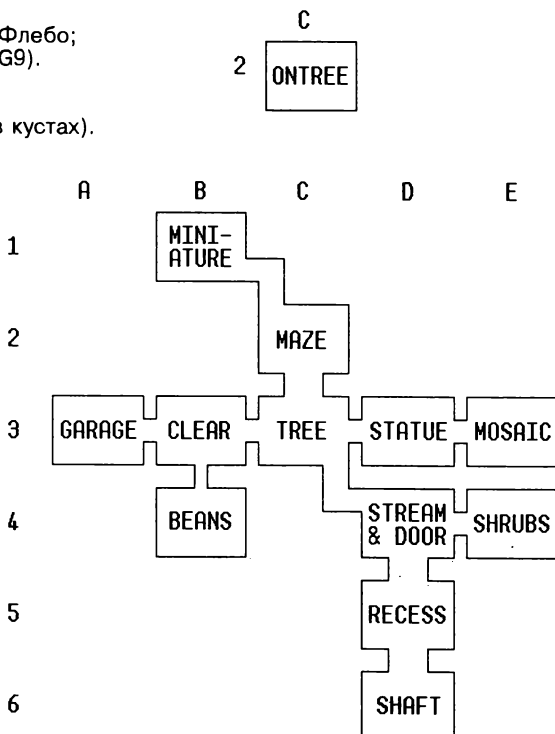 Флебо;
G9).
в кустах).
C
2 ONTREE
A B C D E
1 MINI-
ATURE
2 MAZE
3 GARAGE CLEAR TREE STATUE MOSAIC
4 BEANS STREAM
& DOOR SHRUBS
5 RECESS
6 SHAFT